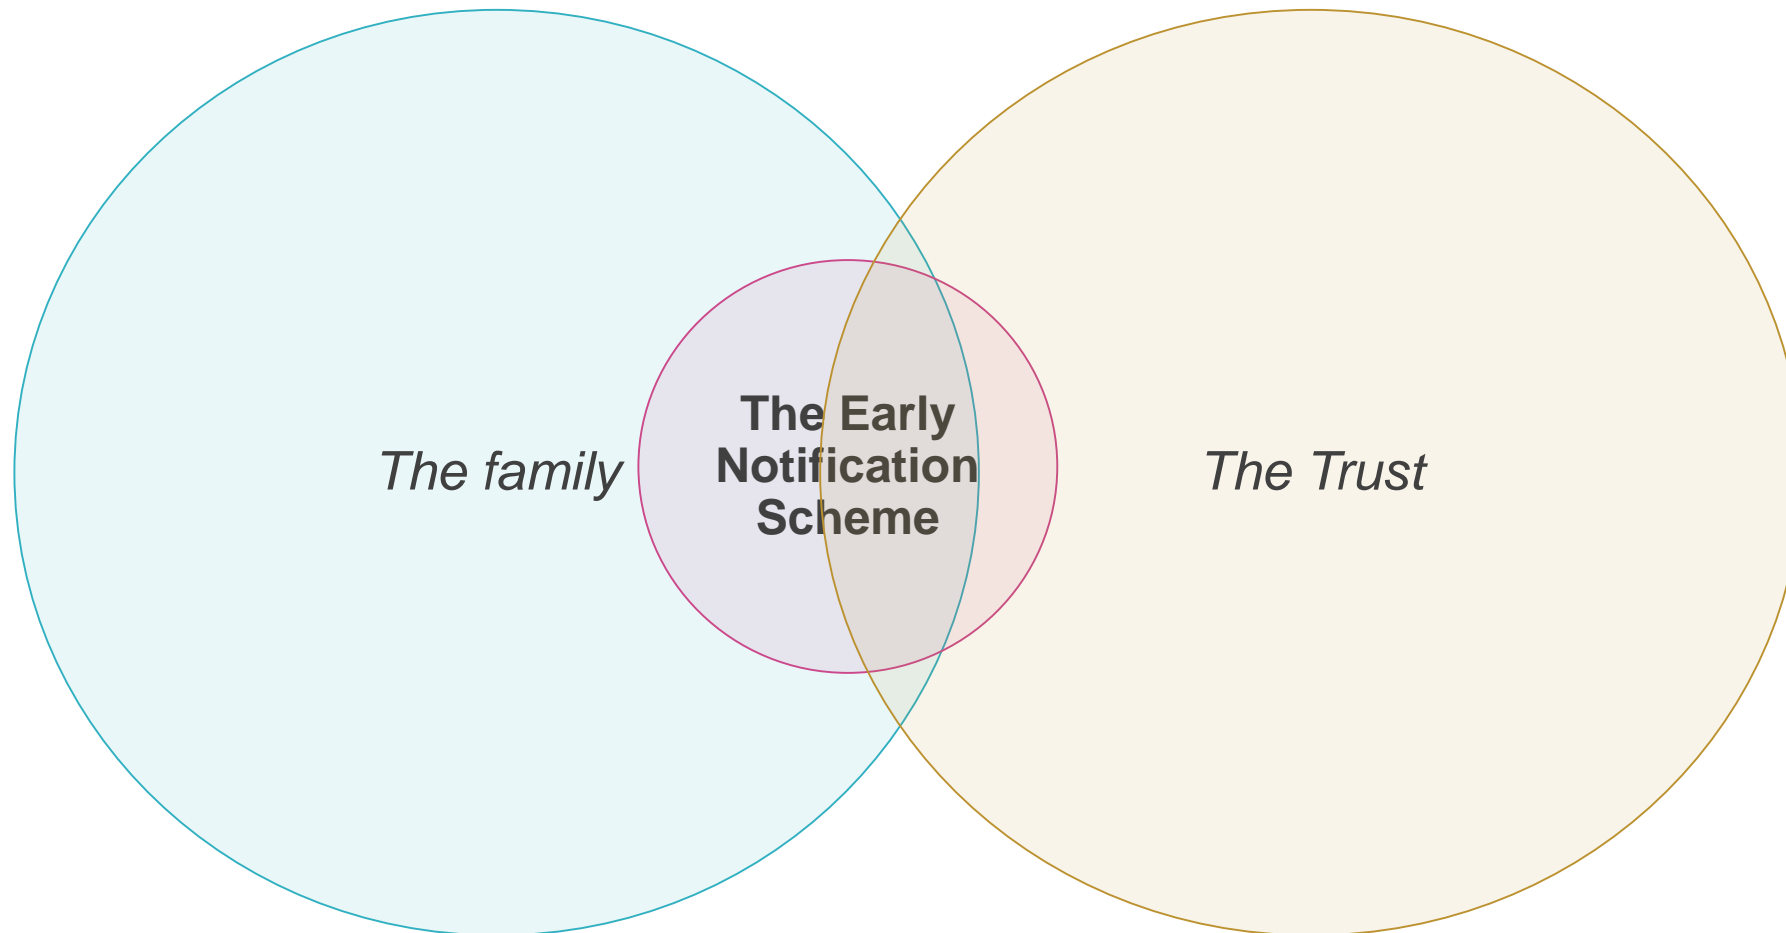 The family
The Early
Notification
Scheme
The Trust